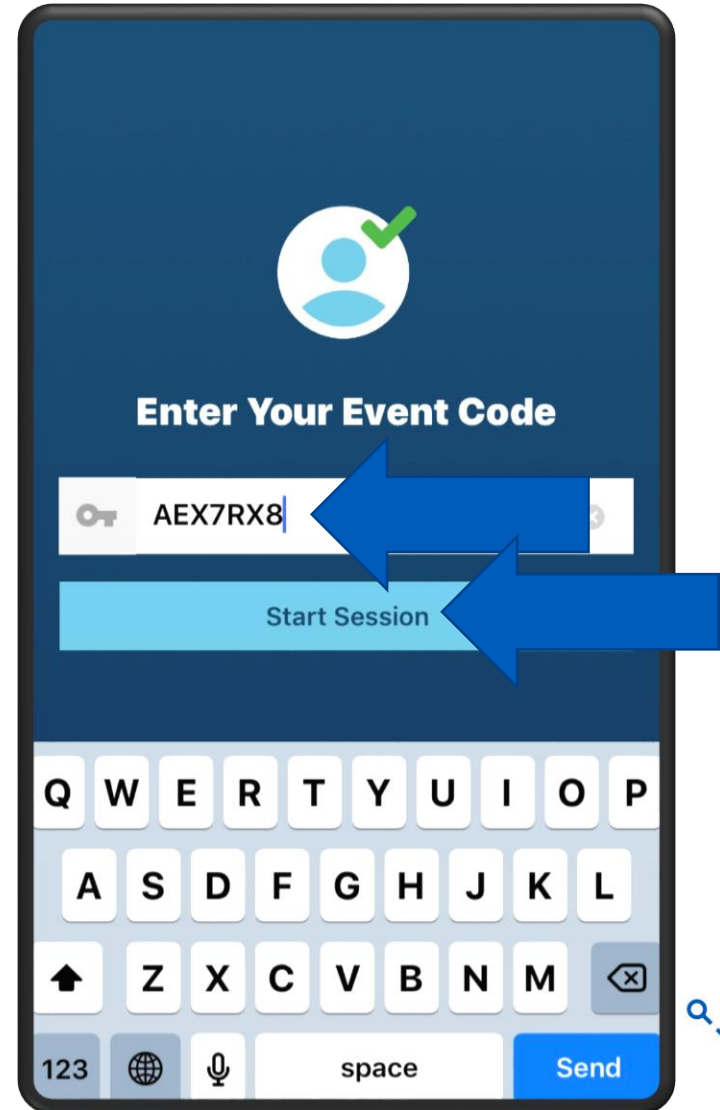 Enter Your Event Code
AEX7RX8
Start Session
Q W E R T Y U I O P
A S D F G H J K L
Z X C V B N M
123 space Send